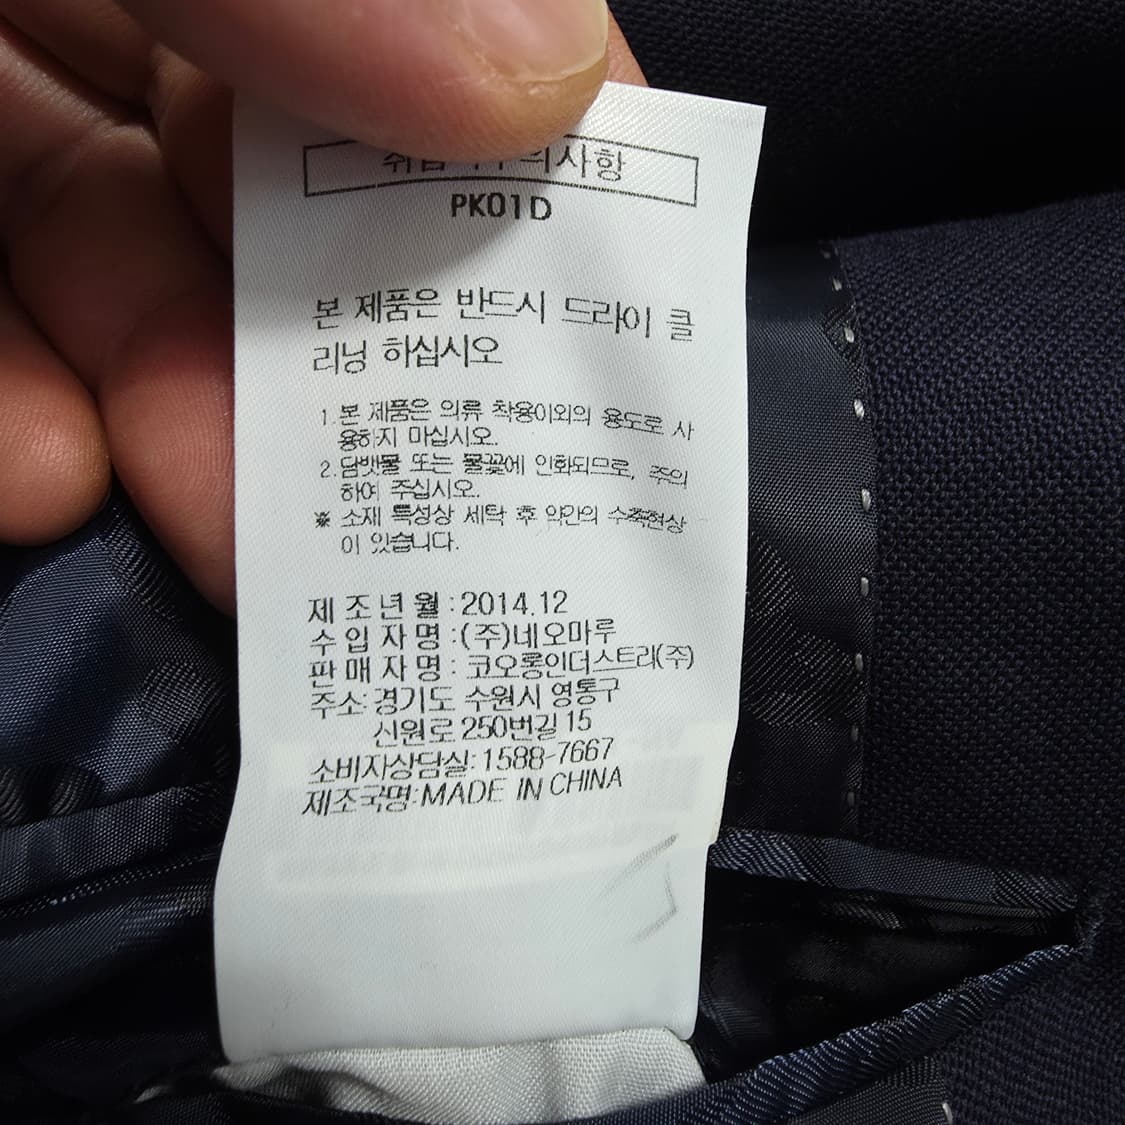 의사항
PK01D
본 제품은 반드시 드라이 클
리닝 하십시오
1. 본 제품은 의류 착용이외의 용도로 사
용하지 마십시오.
2. 담뱃불 또는 불꽃에 인화되므로, 주의
하여 주십시오.
※ 소재 특성상 세탁 후 약간의 수축현상
이 있습니다.
제 조 년 월 : 2014.12
수 입 자 명 : (주)네오마루
판 매 자 명 : 코오롱인더스트리(주)
주소: 경기도 수원시 영통구
신원로 250번길 15
소비자상담실: 1588-7667
제조국명: MADE IN CHINA